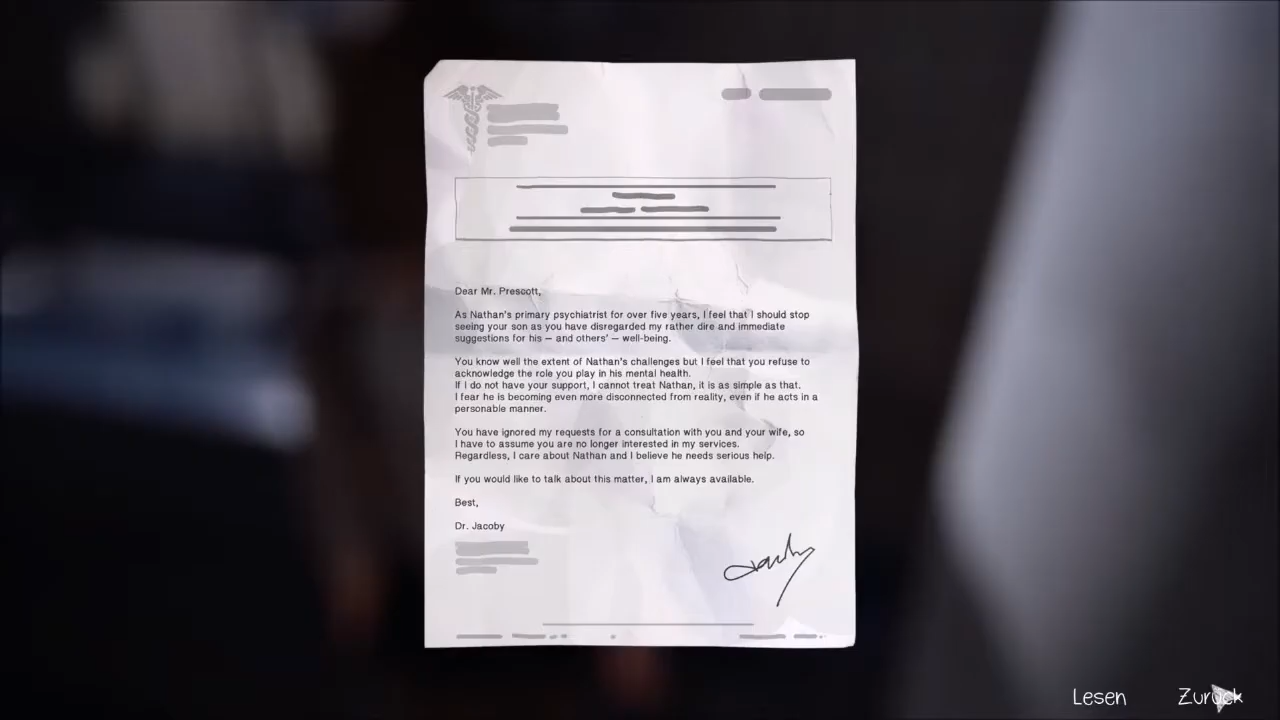 Dear Mr. Prescott,
As Nathan's primary psychiatrist for over five years, I feel that I should stop
seeing your son as you have disregarded my rather dire and immediate
suggestions for his — and others' — well-being.
You know well the extent of Nathan's challenges but I feel that you refuse to
acknowledge the role you play in his mental health.
If I do not have your support, I cannot treat Nathan, it is as simple as that.
I fear he is becoming even more disconnected from reality, even if he acts in a
personable manner.
You have ignored my requests for a consultation with you and your wife, so
I have to assume you are no longer interested in my services.
Regardless, I care about Nathan and I believe he needs serious help.
If you would like to talk about this matter, I am always available.
Best,
Dr. Jacoby
Lesen Zurück